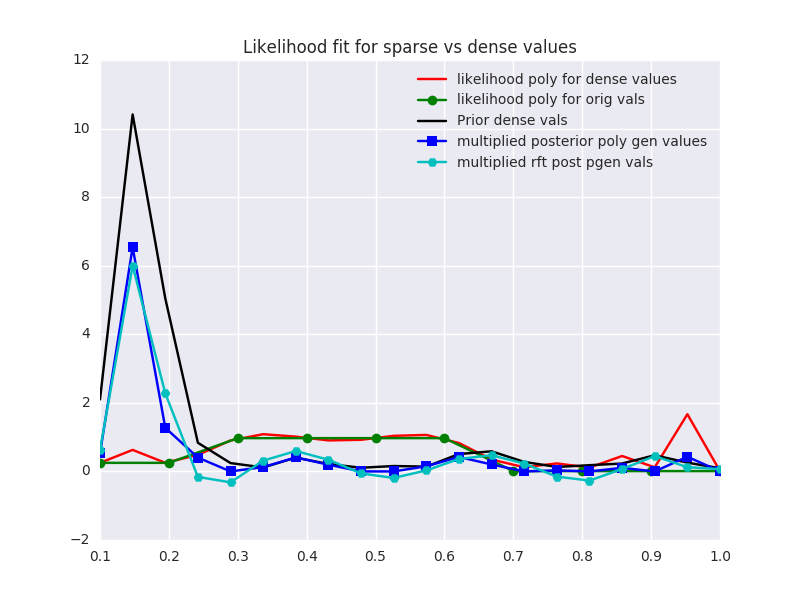 Likelihood fit for sparse vs dense values
12
10
8
6
4
2
0
−2
likelihood poly for dense values
likelihood poly for orig vals
Prior dense vals
multiplied posterior poly gen values
multiplied rft post pgen vals
0.1 0.2 0.3 0.4 0.5 0.6 0.7 0.8 0.9 1.0